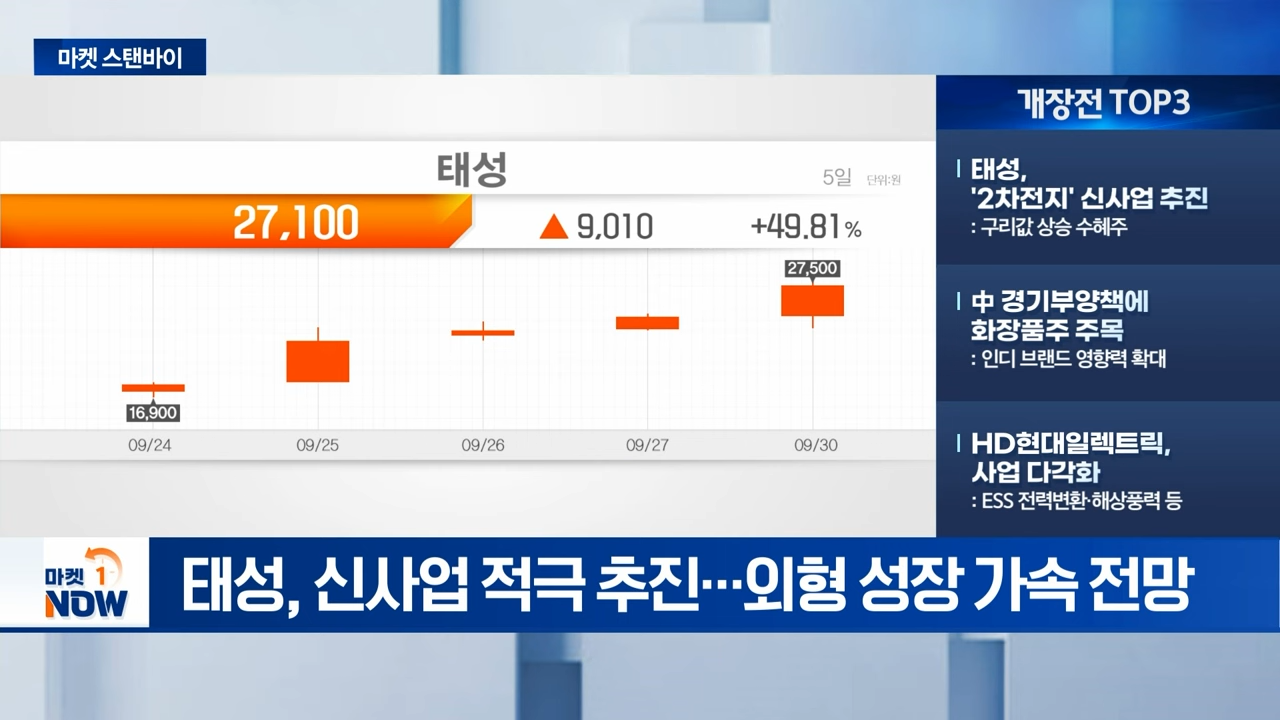 마켓 스탠바이
태성
5일 단위:원
27,100 ▲ 9,010 +49.81%
27,500
16,900
09/24 09/25 09/26 09/27 09/30
개장전 TOP3
태성,
'2차전지' 신사업 추진
: 구리값 상승 수혜주
中 경기부양책에
화장품주 주목
: 인디 브랜드 영향력 확대
HD현대일렉트릭,
사업 다각화
: ESS 전력변환·해상풍력 등
마켓 1
NOW
태성, 신사업 적극 추진…외형 성장 가속 전망